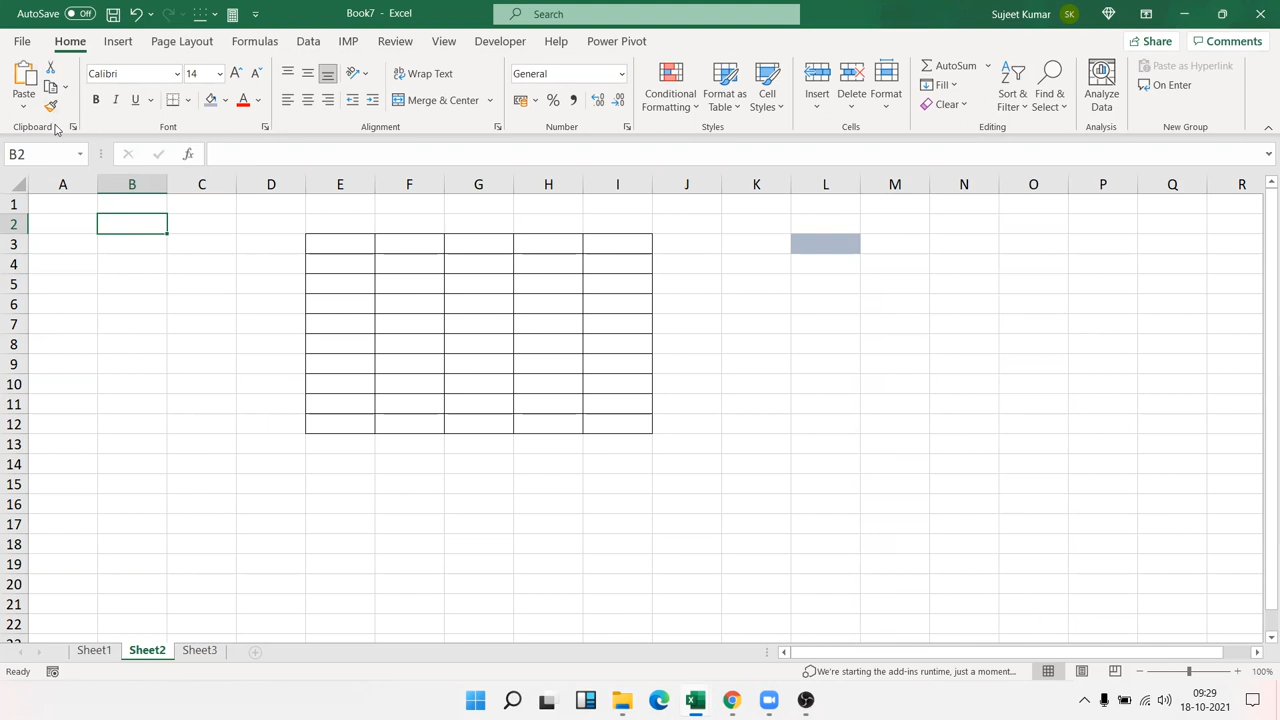 AutoSave Off Book7 - Excel Search Sujeet Kumar SK
File Home Insert Page Layout Formulas Data IMP Review View Developer Help Power Pivot Share Comments
Paste Calibri 14 Wrap Text General Conditional Formatting Format as Table Cell Styles Insert Delete Format AutoSum Sort & Filter Find & Select Analyze Data Paste as Hyperlink
Fill On Enter
B I U Merge & Center Clear
Clipboard Font Alignment Number Styles Cells Editing Analysis New Group
B2 fx
A B C D E F G H I J K L M N O P Q R
1
2
3
4
5
6
7
8
9
10
11
12
13
14
15
16
17
18
19
20
21
22
Sheet1 Sheet2 Sheet3
Ready We're starting the add-ins runtime, just a moment... 100%
09:29
18-10-2021